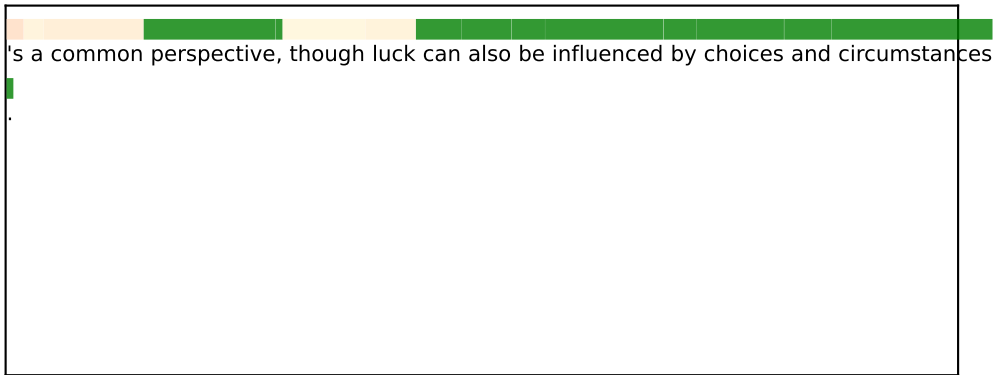 's a common perspective, though luck can also be influenced by choices and circumstances
.